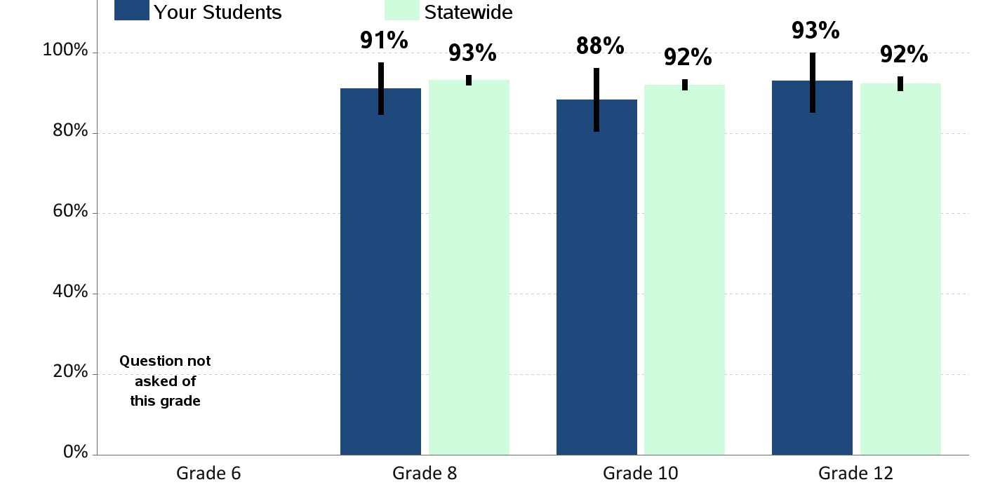 Your Students
Statewide
91%
93%
88%
92%
93%
92%
100%
80%
60%
40%
20%
0%
Question not
asked of
this grade
Grade 6
Grade 8
Grade 10
Grade 12